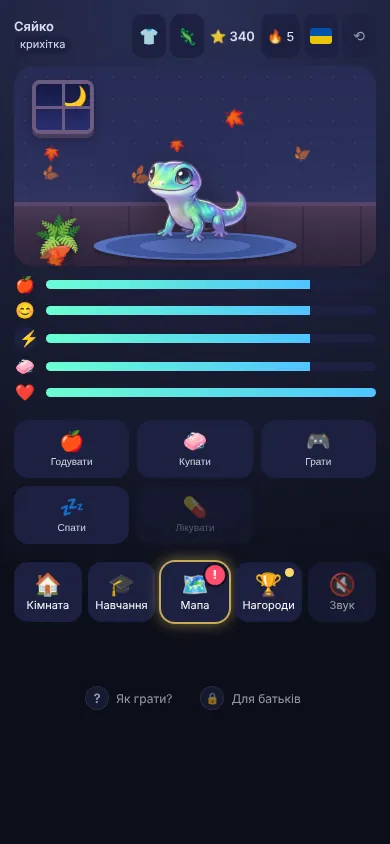 Сяйко
крихітка
340
5
Годувати
Купати
Грати
Спати
Лікувати
Кімната
Навчання
Мапа
Нагороди
Звук
? Як грати?
Для батьків